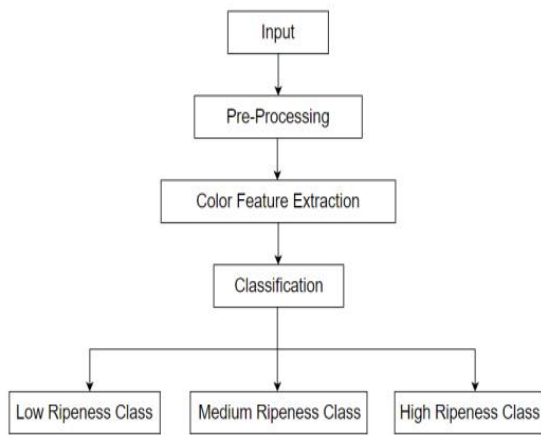 Input
Pre-Processing
Color Feature Extraction
Classification
Low Ripeness Class
Medium Ripeness Class
High Ripeness Class